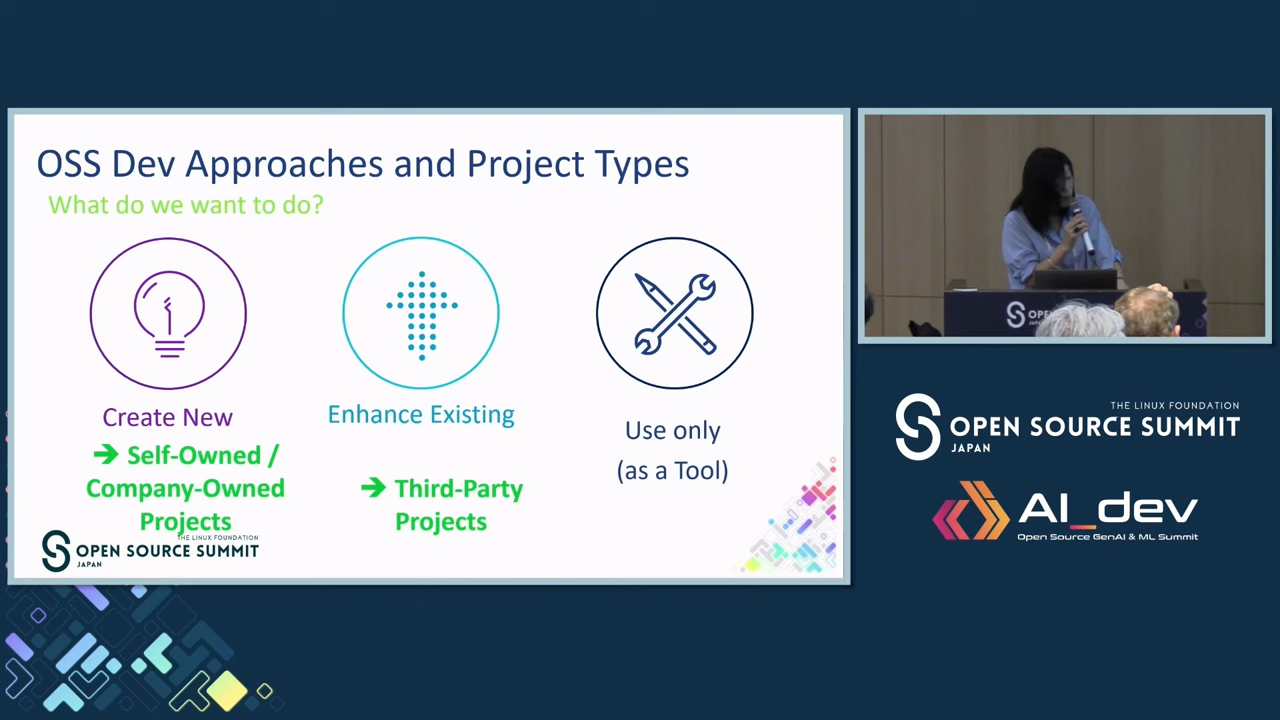 OSS Dev Approaches and Project Types
What do we want to do?
Create New
➔ Self-Owned /
Company-Owned
Projects
Enhance Existing
➔ Third-Party
Projects
Use only
(as a Tool)
THE LINUX FOUNDATION
OPEN SOURCE SUMMIT
JAPAN
OPEN
JAPAN
THE LINUX FOUNDATION
OPEN SOURCE SUMMIT
JAPAN
AI_dev
Open Source GenAI & ML Summit